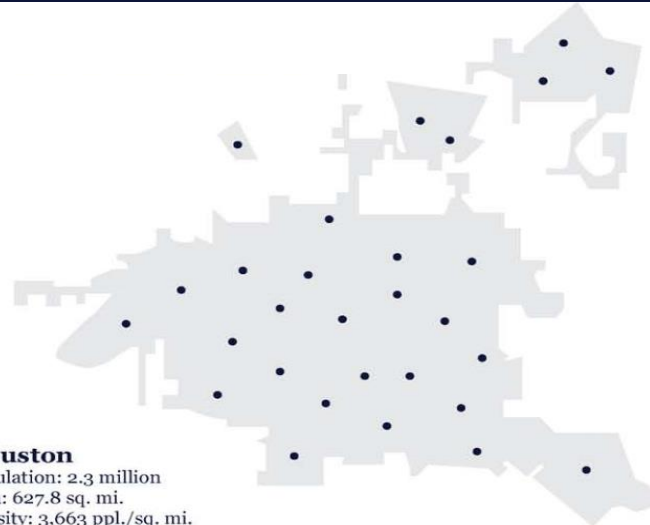 uston
ulation: 2.3 million
: 627.8 sq. mi.
sity: 3,663 ppl./sq. mi.